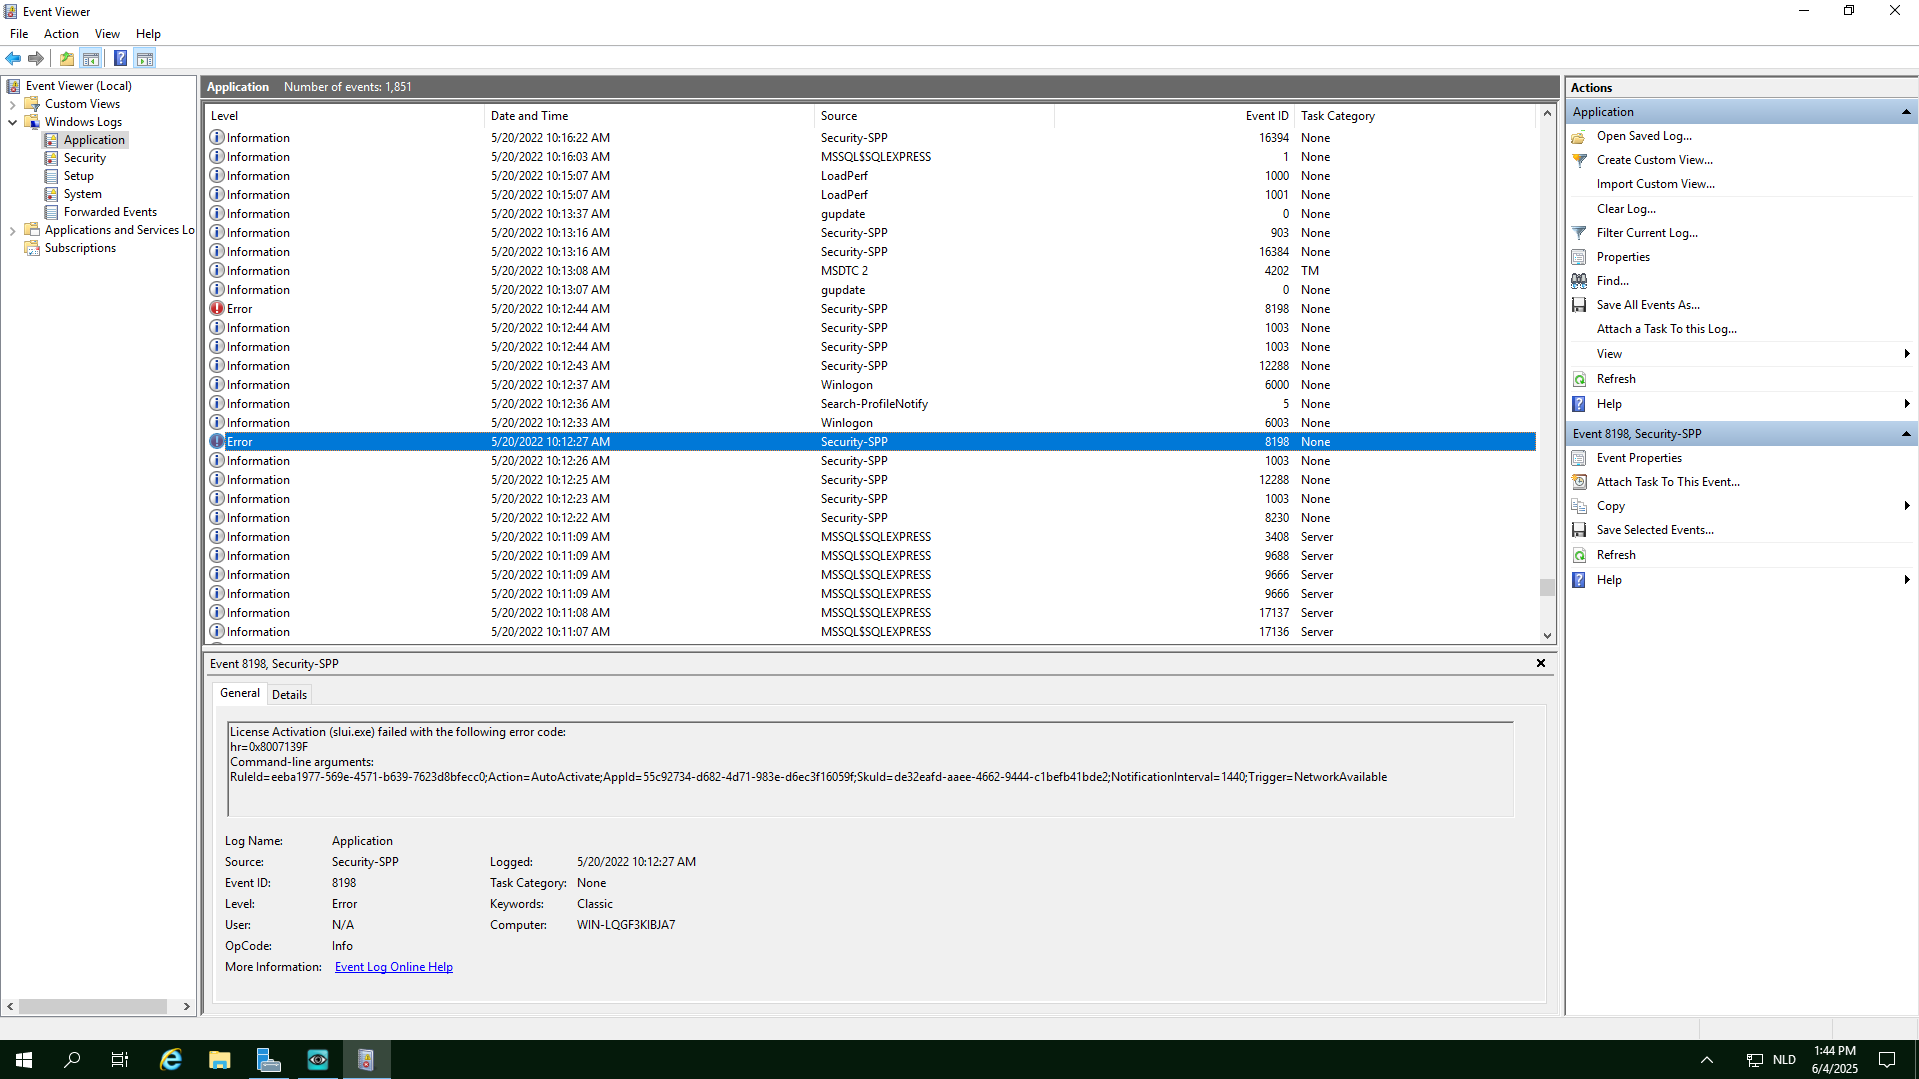 Event Viewer
File Action View Help
Event Viewer (Local)
Custom Views
Windows Logs
Application
Security
Setup
System
Forwarded Events
Applications and Services Lo
Subscriptions
Application Number of events: 1,851
Level Date and Time Source Event ID Task Category
Information 5/20/2022 10:16:22 AM Security-SPP 16394 None
Information 5/20/2022 10:16:03 AM MSSQL$SQLEXPRESS 1 None
Information 5/20/2022 10:15:07 AM LoadPerf 1000 None
Information 5/20/2022 10:15:07 AM LoadPerf 1001 None
Information 5/20/2022 10:13:37 AM gupdate 0 None
Information 5/20/2022 10:13:16 AM Security-SPP 903 None
Information 5/20/2022 10:13:16 AM Security-SPP 16384 None
Information 5/20/2022 10:13:08 AM MSDTC 2 4202 TM
Information 5/20/2022 10:13:07 AM gupdate 0 None
Error 5/20/2022 10:12:44 AM Security-SPP 8198 None
Information 5/20/2022 10:12:44 AM Security-SPP 1003 None
Information 5/20/2022 10:12:44 AM Security-SPP 1003 None
Information 5/20/2022 10:12:43 AM Security-SPP 12288 None
Information 5/20/2022 10:12:37 AM Winlogon 6000 None
Information 5/20/2022 10:12:36 AM Search-ProfileNotify 5 None
Information 5/20/2022 10:12:33 AM Winlogon 6003 None
Error 5/20/2022 10:12:27 AM Security-SPP 8198 None
Information 5/20/2022 10:12:26 AM Security-SPP 1003 None
Information 5/20/2022 10:12:25 AM Security-SPP 12288 None
Information 5/20/2022 10:12:23 AM Security-SPP 1003 None
Information 5/20/2022 10:12:22 AM Security-SPP 8230 None
Information 5/20/2022 10:11:09 AM MSSQL$SQLEXPRESS 3408 Server
Information 5/20/2022 10:11:09 AM MSSQL$SQLEXPRESS 9688 Server
Information 5/20/2022 10:11:09 AM MSSQL$SQLEXPRESS 9666 Server
Information 5/20/2022 10:11:09 AM MSSQL$SQLEXPRESS 9666 Server
Information 5/20/2022 10:11:08 AM MSSQL$SQLEXPRESS 17137 Server
Information 5/20/2022 10:11:07 AM MSSQL$SQLEXPRESS 17136 Server
Event 8198, Security-SPP
General Details
License Activation (slui.exe) failed with the following error code:
hr=0x8007139F
Command-line arguments:
RuleId=eeba1977-569e-4571-b639-7623d8bfecc0;Action=AutoActivate;AppId=55c92734-d682-4d71-983e-d6ec3f16059f;SkuId=de32eafd-aaee-4662-9444-c1befb41bde2;NotificationInterval=1440;Trigger=NetworkAvailable
Log Name: Application
Source: Security-SPP Logged: 5/20/2022 10:12:27 AM
Event ID: 8198 Task Category: None
Level: Error Keywords: Classic
User: N/A Computer: WIN-LQGF3KIBJA7
OpCode: Info
More Information: Event Log Online Help
Actions
Application
Open Saved Log...
Create Custom View...
Import Custom View...
Clear Log...
Filter Current Log...
Properties
Find...
Save All Events As...
Attach a Task To this Log...
View
Refresh
Help
Event 8198, Security-SPP
Event Properties
Attach Task To This Event...
Copy
Save Selected Events...
Refresh
Help
NLD
1:44 PM
6/4/2025